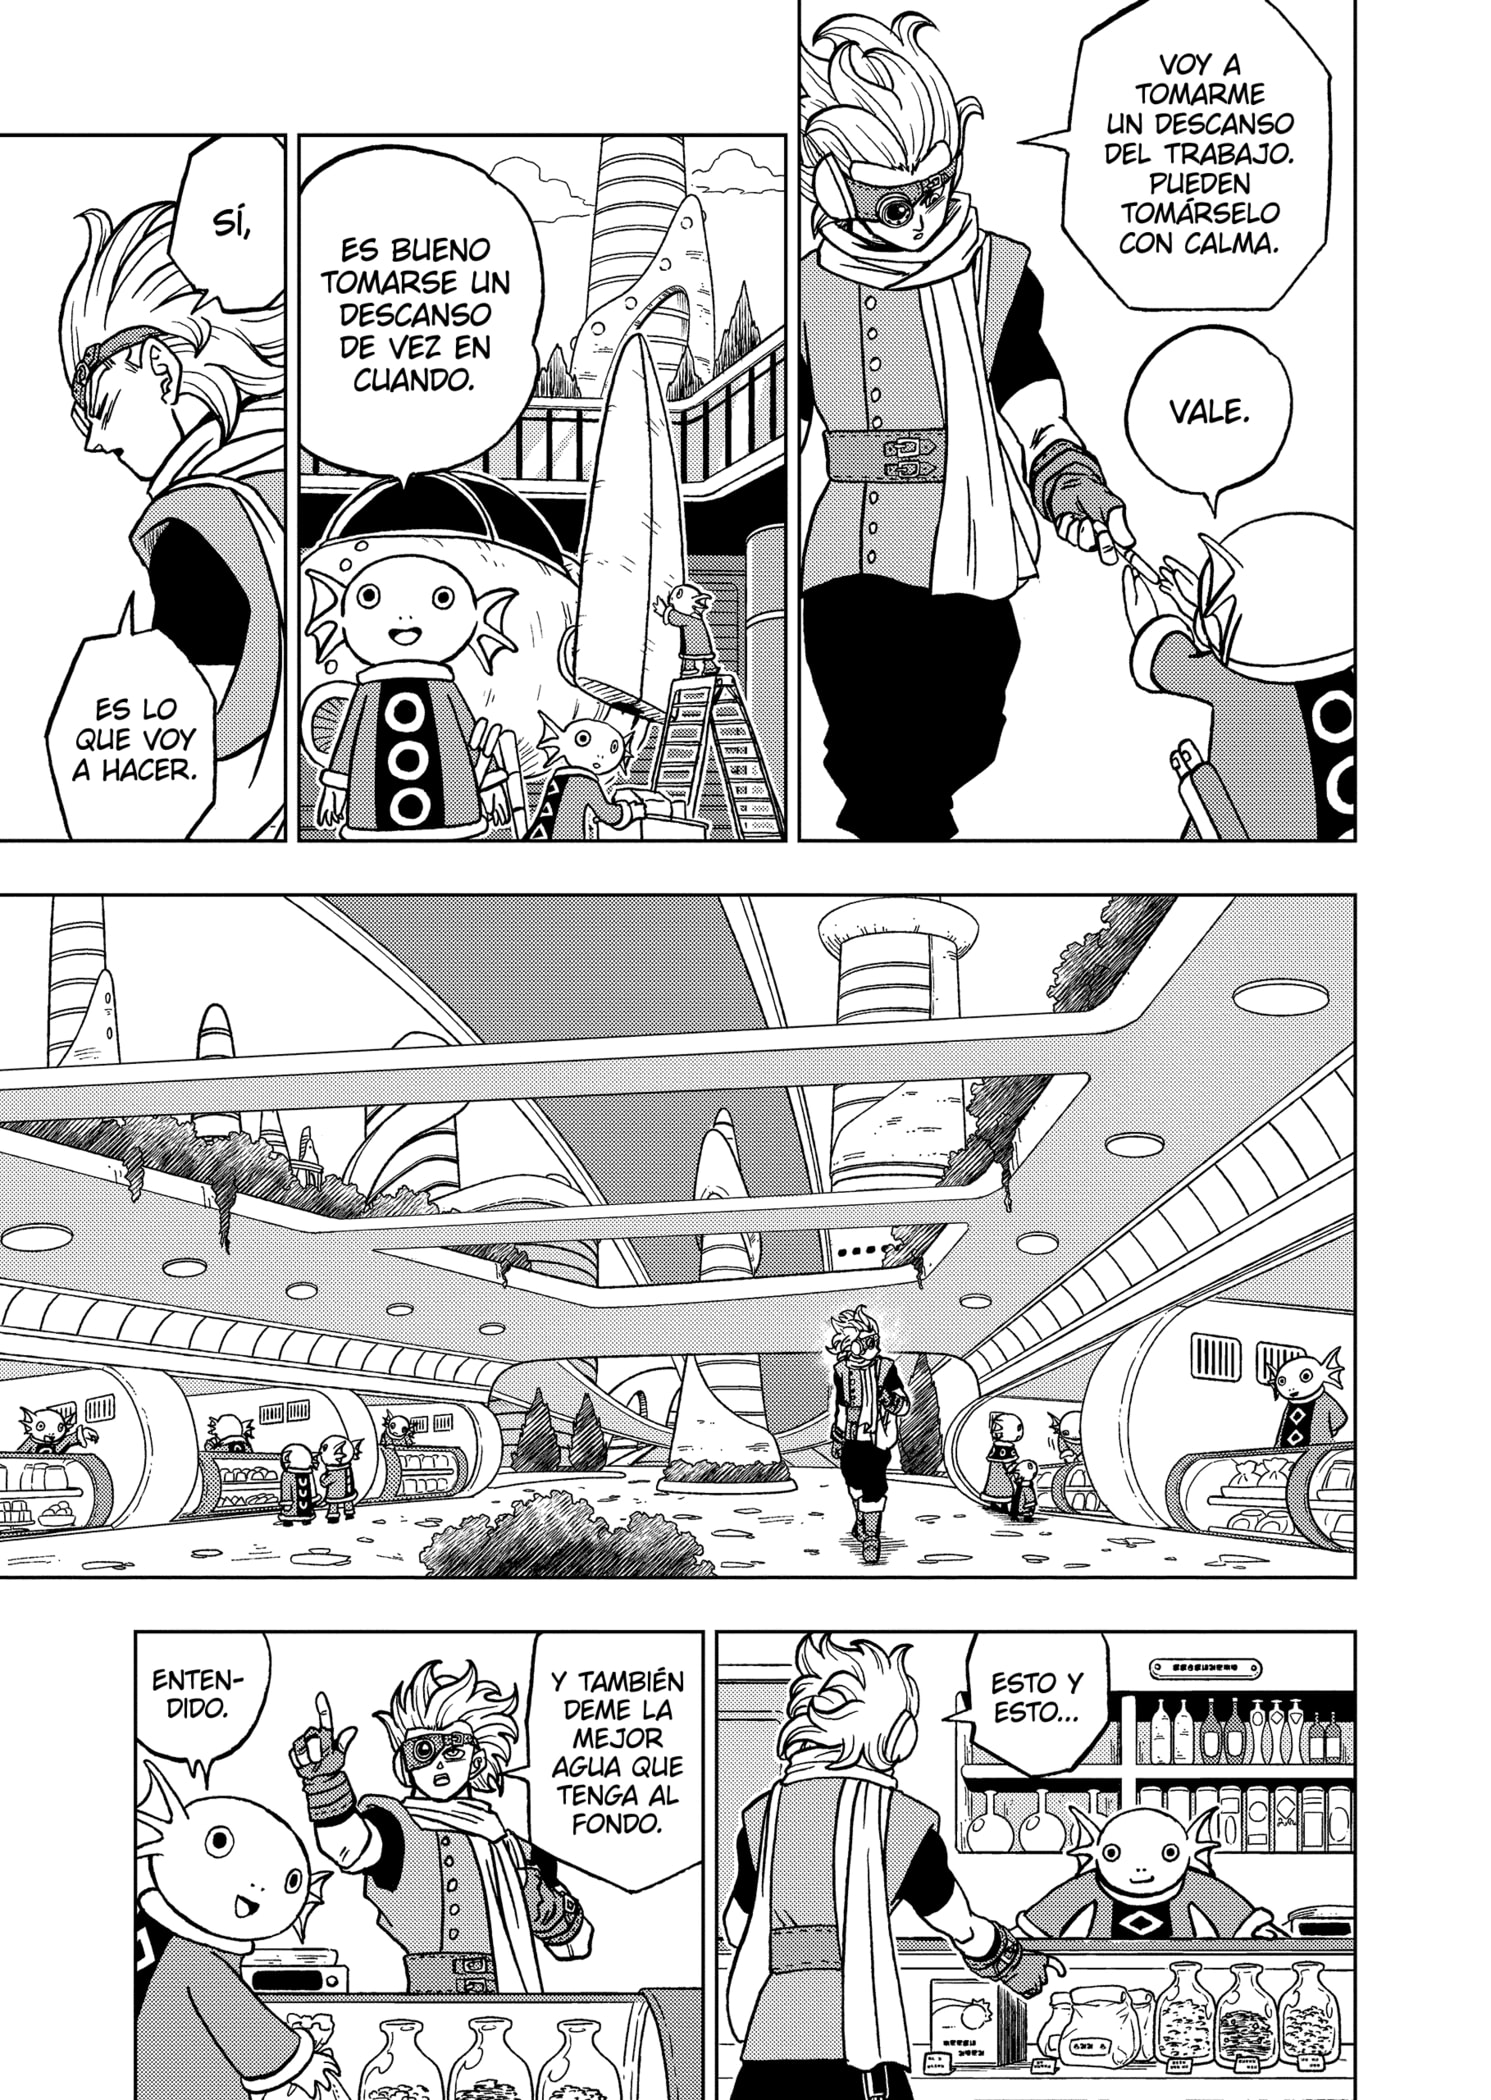 VOY A
TOMARME
UN DESCANSO
DEL TRABAJO.
PUEDEN
TOMÁRSELO
CON CALMA.
VALE.
ES BUENO
TOMARSE UN
DESCANSO
DE VEZ EN
CUANDO.
SÍ,
ES LO
QUE VOY
A HACER.
ESTO Y
ESTO...
Y TAMBIÉN
DEME LA
MEJOR
AGUA QUE
TENGA AL
FONDO.
ENTEN-
DIDO.